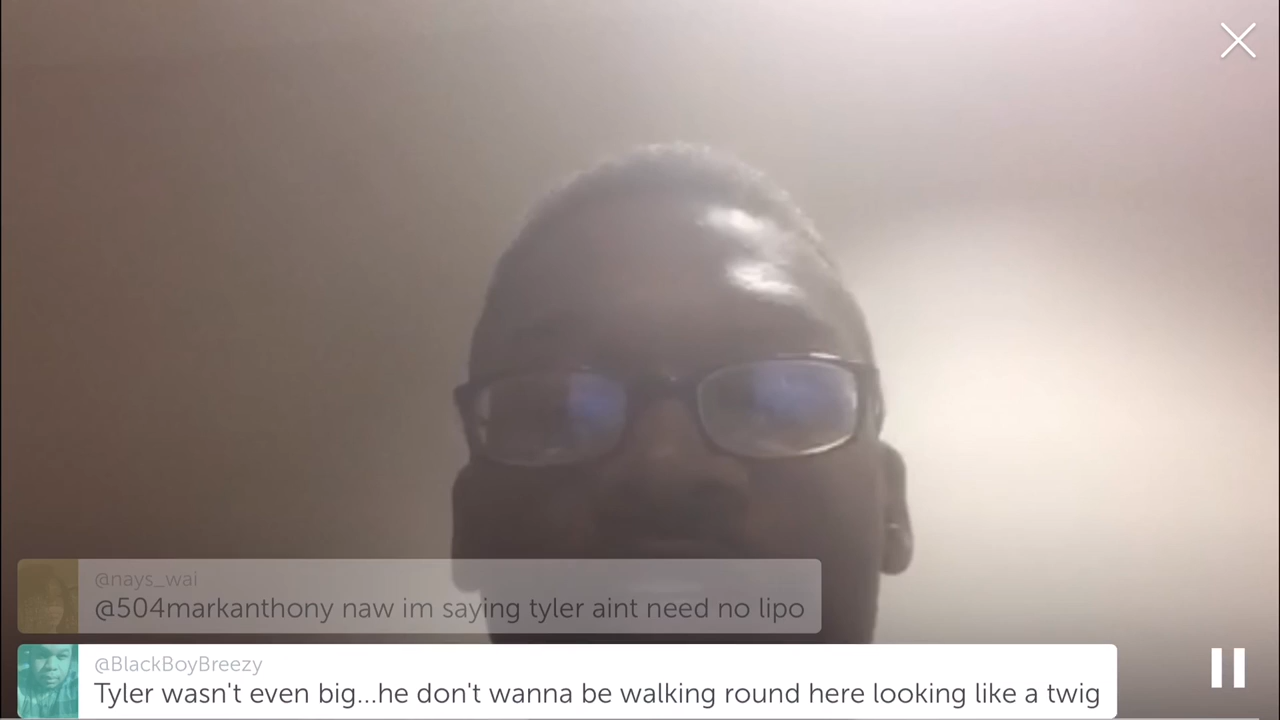 @nays_wai
@504markanthony naw im saying tyler aint need no lipo
@BlackBoyBreezy
Tyler wasn't even big...he don't wanna be walking round here looking like a twig